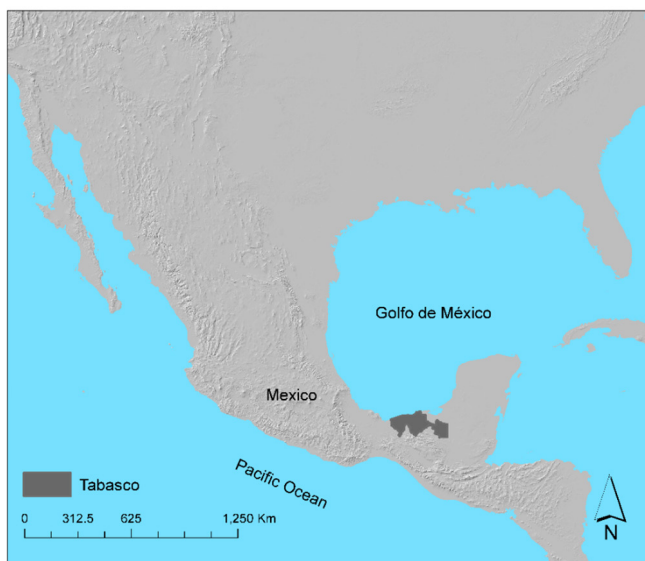 Golfo de México
Mexico
Pacific Ocean
Tabasco
0 312.5 625 1,250 Km
N